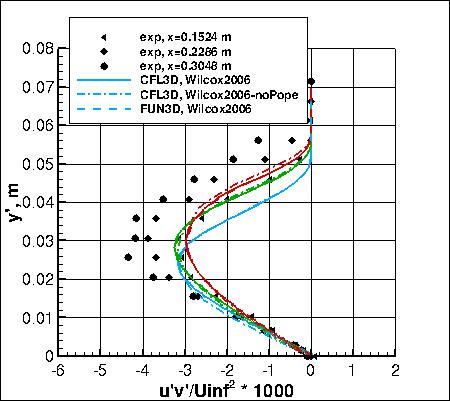 exp, x=0.1524 m
exp, x=0.2286 m
exp, x=0.3048 m
CFL3D, Wilcox2006
CFL3D, Wilcox2006-noPope
FUN3D, Wilcox2006
0.08
0.07
0.06
0.05
0.04
0.03
0.02
0.01
0
y', m
-6 -5 -4 -3 -2 -1 0 1 2
u'v'/Uinf² * 1000